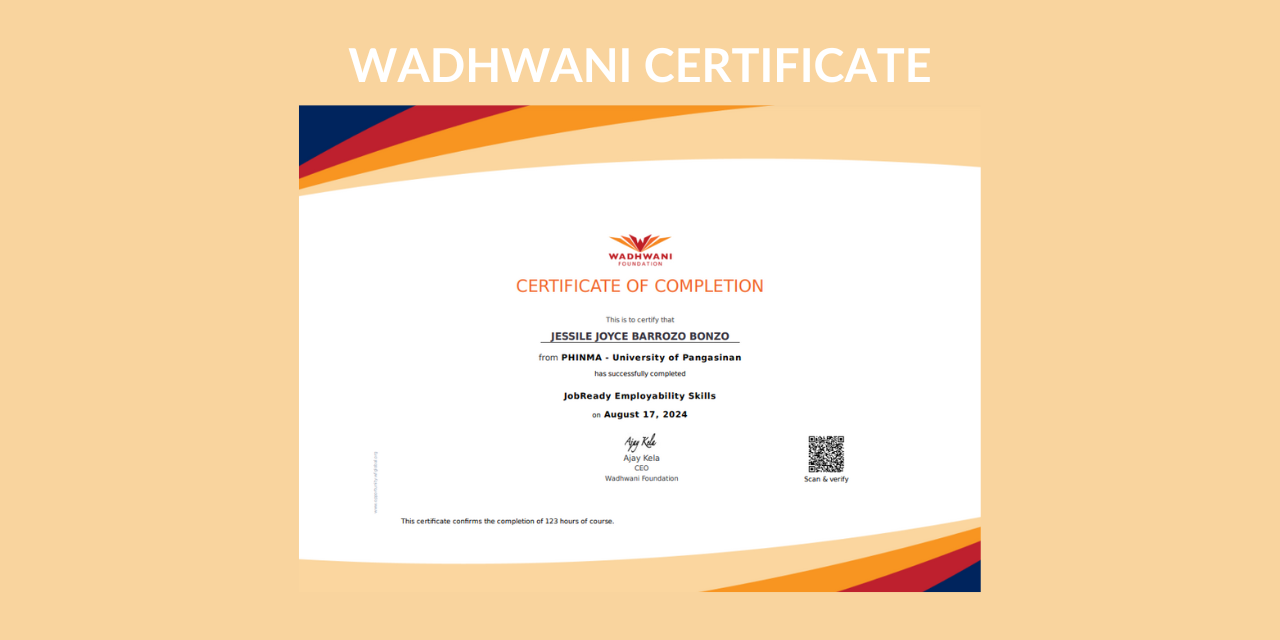 WADHWANI CERTIFICATE
WADHWANI
FOUNDATION
CERTIFICATE OF COMPLETION
This is to certify that
JESSILE JOYCE BARROZO BONZO
from PHINMA - University of Pangasinan
has successfully completed
JobReady Employability Skills
on August 17, 2024
Ajay Kela
Ajay Kela
CEO
Wadhwani Foundation
Scan & verify
This certificate confirms the completion of 123 hours of course.